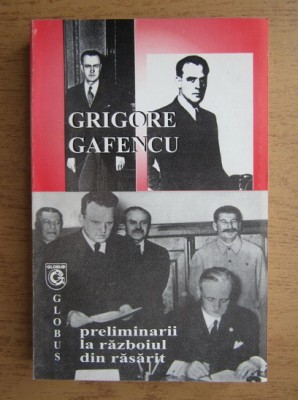 GRIGORE
GAFENCU
GLOBUS
GLOBUS
preliminarii
la războiul
din răsărit